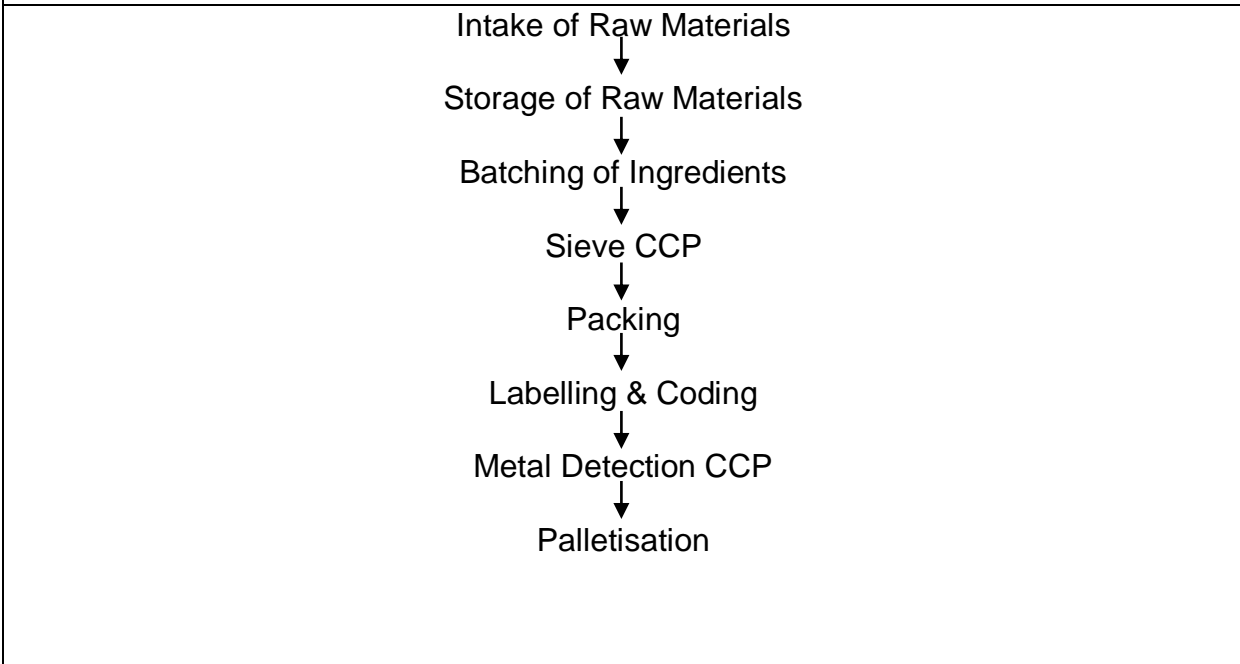 Intake of Raw Materials
Storage of Raw Materials
Batching of Ingredients
Sieve CCP
Packing
Labelling & Coding
Metal Detection CCP
Palletisation